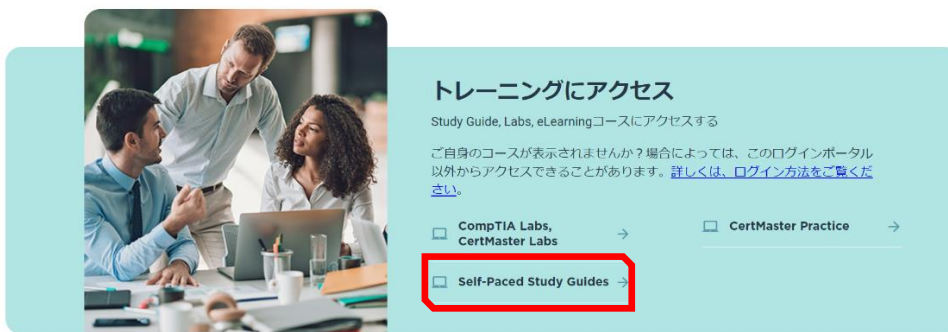 トレーニングにアクセス
Study Guide, Labs, eLearningコースにアクセスする
ご自身のコースが表示されませんか？場合によっては、このログインポータル
以外からアクセスできることがあります。詳しくは、ログイン方法をご覧くだ
さい。
CompTIA Labs,
CertMaster Labs
CertMaster Practice
Self-Paced Study Guides